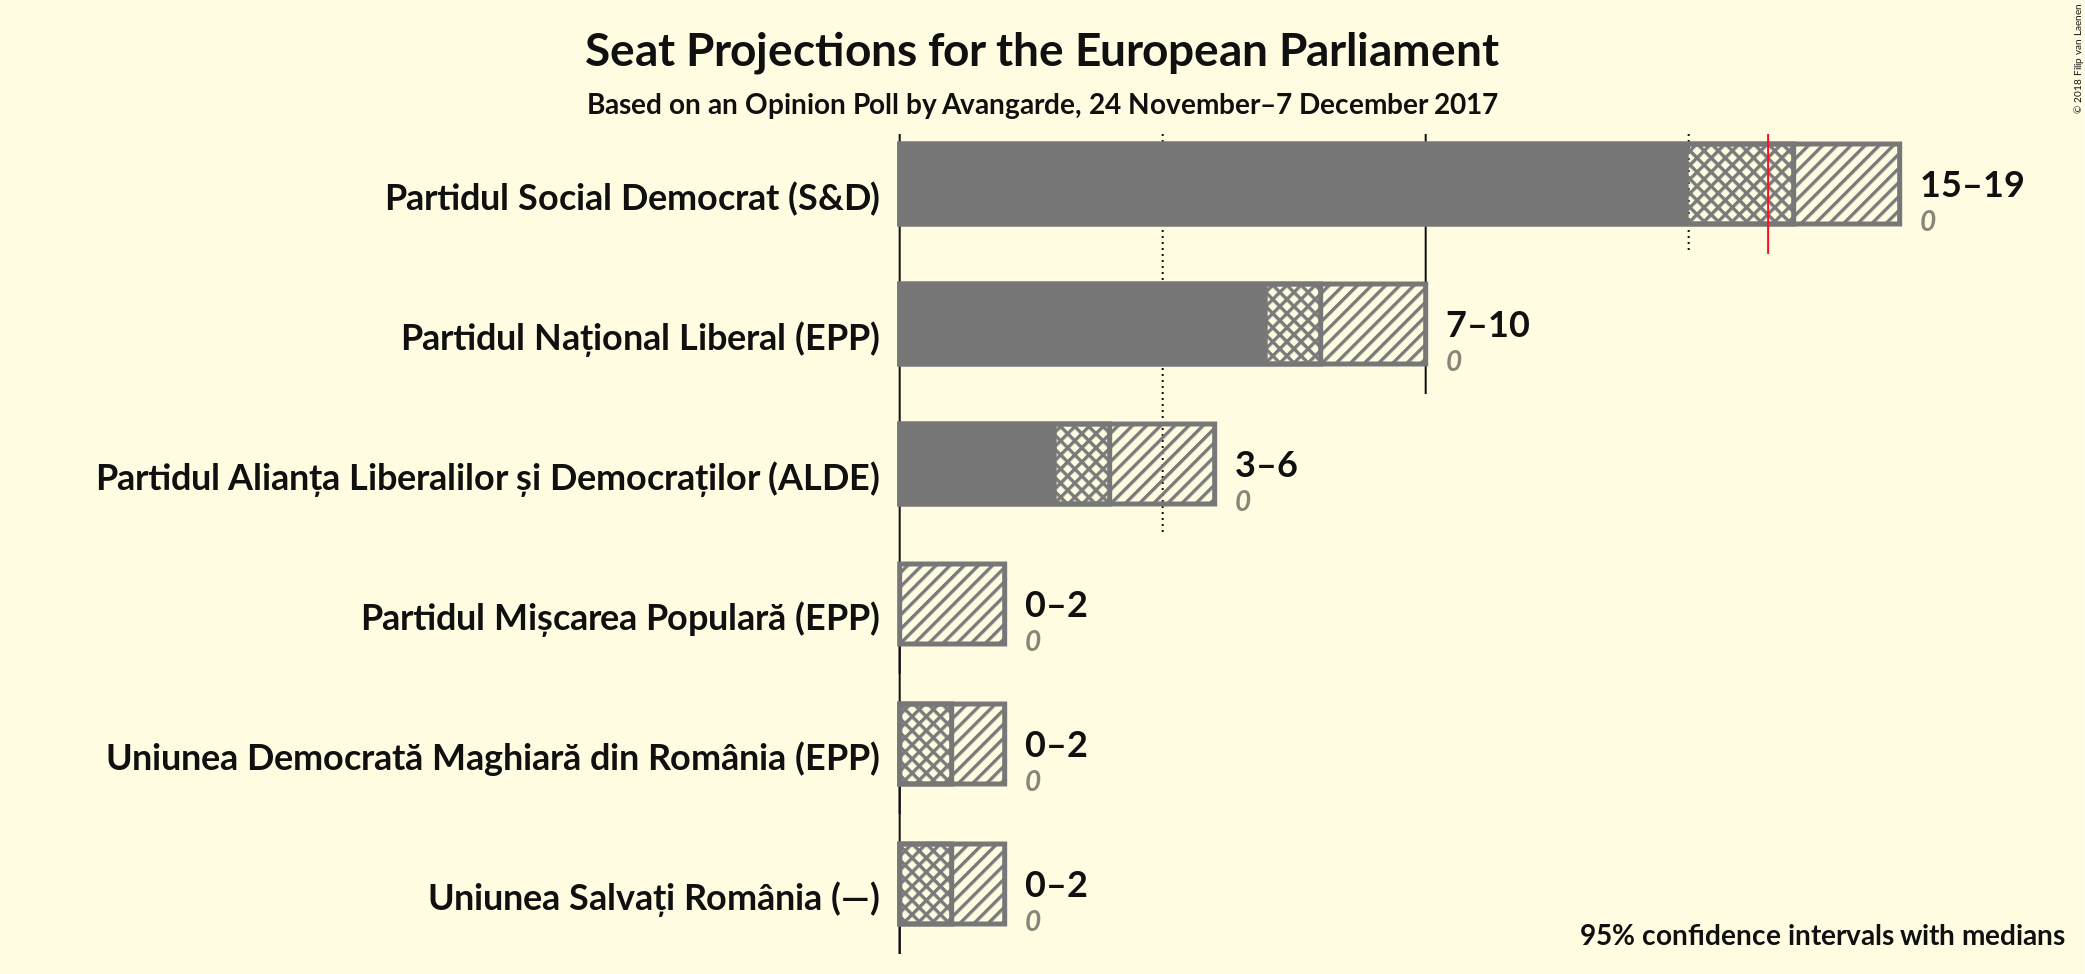 Seat Projections for the European Parliament
Based on an Opinion Poll by Avangarde, 24 November–7 December 2017
© 2018 Filip van Laenen
Partidul Social Democrat (S&D)
15–19
0
Partidul Național Liberal (EPP)
7–10
0
Partidul Alianța Liberalilor și Democraților (ALDE)
3–6
0
Partidul Mișcarea Populară (EPP)
0–2
0
Uniunea Democrată Maghiară din România (EPP)
0–2
0
Uniunea Salvați România (—)
0–2
0
95% confidence intervals with medians